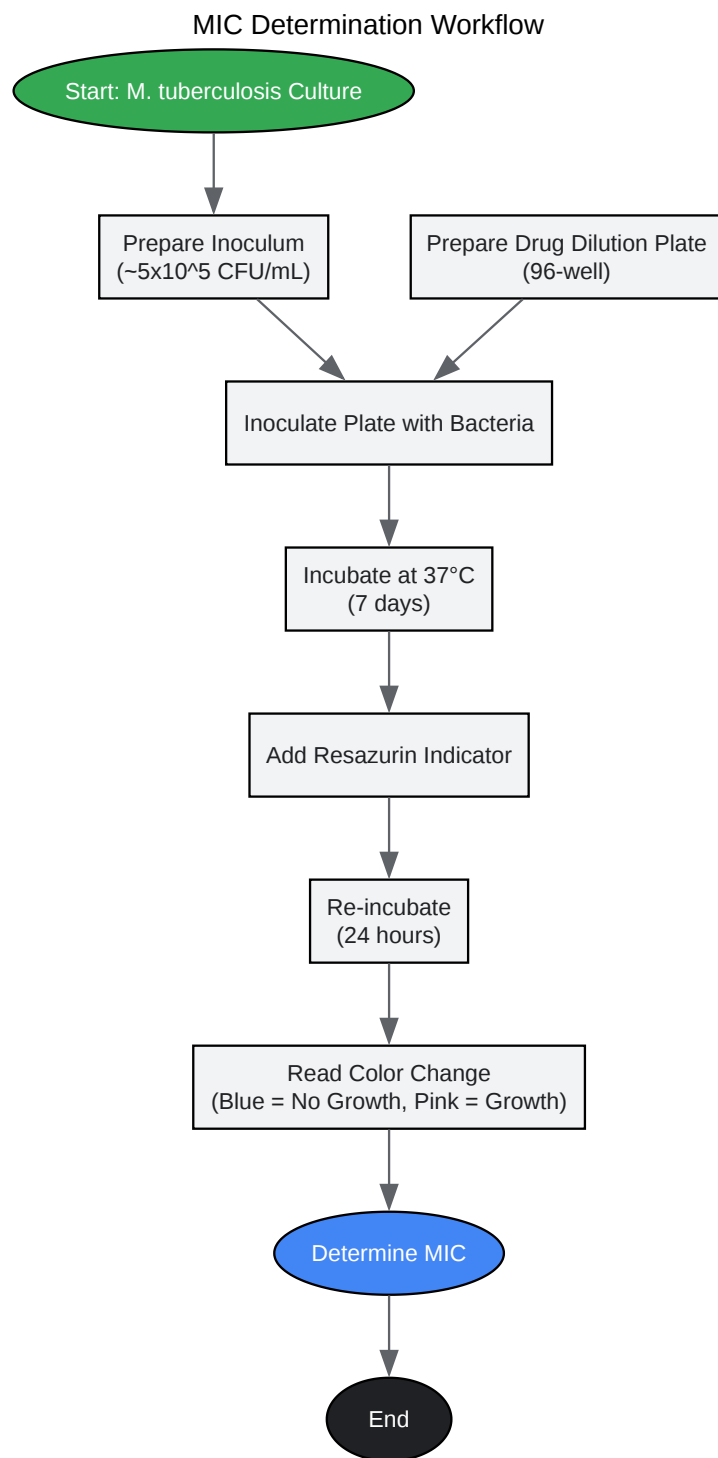 MIC Determination Workflow
Start: M. tuberculosis Culture
Prepare Inoculum
(~5x10^5 CFU/mL)
Prepare Drug Dilution Plate
(96-well)
Inoculate Plate with Bacteria
Incubate at 37°C
(7 days)
Add Resazurin Indicator
Re-incubate
(24 hours)
Read Color Change
(Blue = No Growth, Pink = Growth)
Determine MIC
End